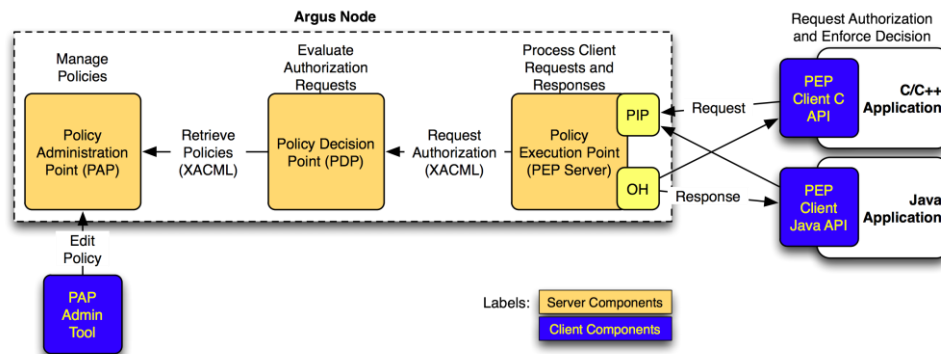 Argus Node
Request Authorization
and Enforce Decision
Manage
Policies
Evaluate
Authorization
Requests
Process Client
Requests and
Responses
Policy
Administration
Point (PAP)
Retrieve
Policies
(XACML)
Policy Decision
Point (PDP)
Request
Authorization
(XACML)
Policy
Execution Point
(PEP Server)
PIP
OH
Request
Response
PEP
Client C
API
C/C++
Application
PEP
Client
Java API
Java
Application
Edit
Policy
PAP
Admin
Tool
Labels:
Server Components
Client Components